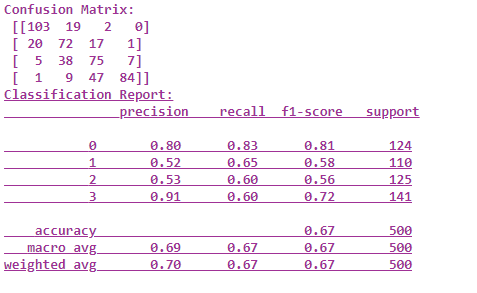 Confusion Matrix:
[[103 19 2 0]
[ 20 72 17 1]
[ 5 38 75 7]
[ 1 9 47 84]]
Classification Report:
precision recall f1-score support
0 0.80 0.83 0.81 124
1 0.52 0.65 0.58 110
2 0.53 0.60 0.56 125
3 0.91 0.60 0.72 141
accuracy 0.67 500
macro avg 0.69 0.67 0.67 500
weighted avg 0.70 0.67 0.67 500